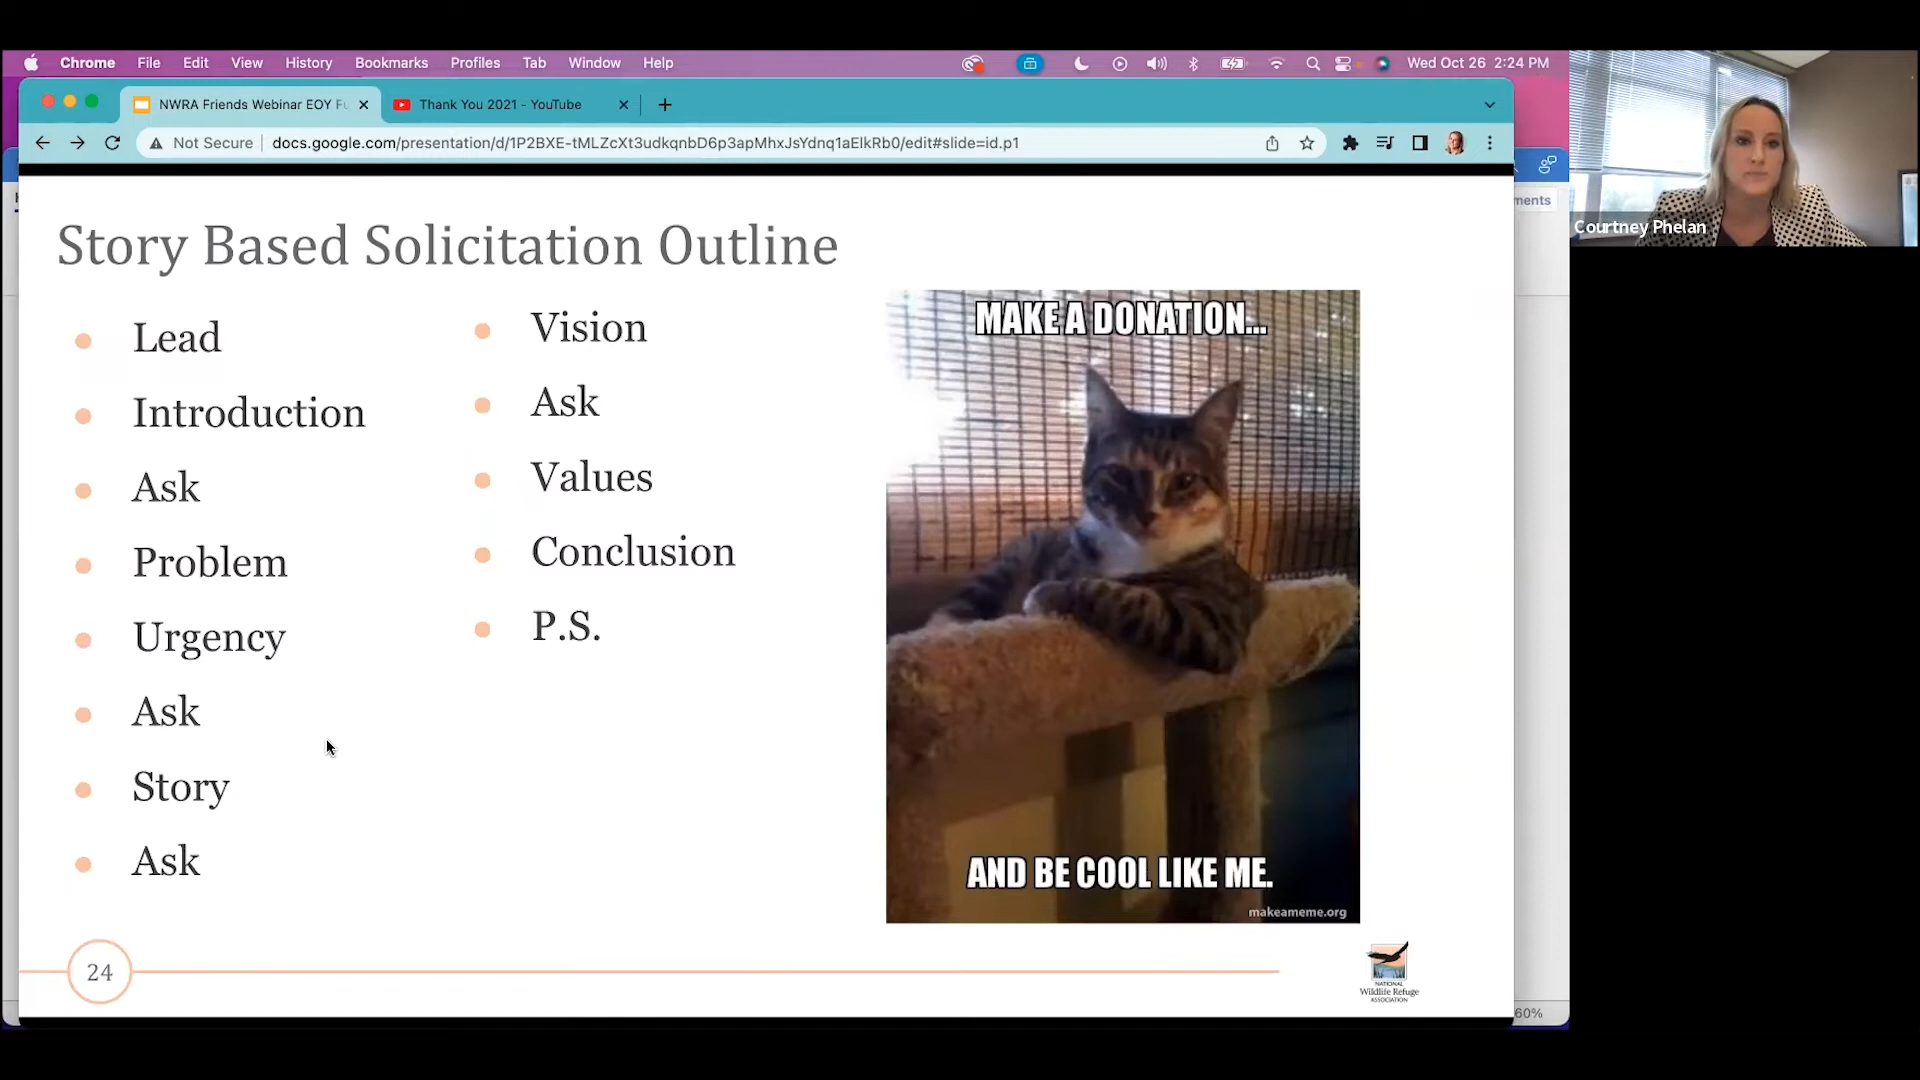 Chrome File Edit View History Bookmarks Profiles Tab Window Help Wed Oct 26 2:24 PM
NWRA Friends Webinar EOY Fu
Thank You 2021 - YouTube
Not Secure docs.google.com/presentation/d/1P2BXE-tMLZcXt3udkqnbD6p3apMhxJsYdnq1aElkRb0/edit#slide=id.p1
ments
Courtney Phelan
Story Based Solicitation Outline
Lead
Introduction
Ask
Problem
Urgency
Ask
Story
Ask
Vision
Ask
Values
Conclusion
P.S.
MAKE A DONATION...
AND BE COOL LIKE ME.
makeameme.org
24
NATIONAL
Wildlife Refuge
ASSOCIATION
60%